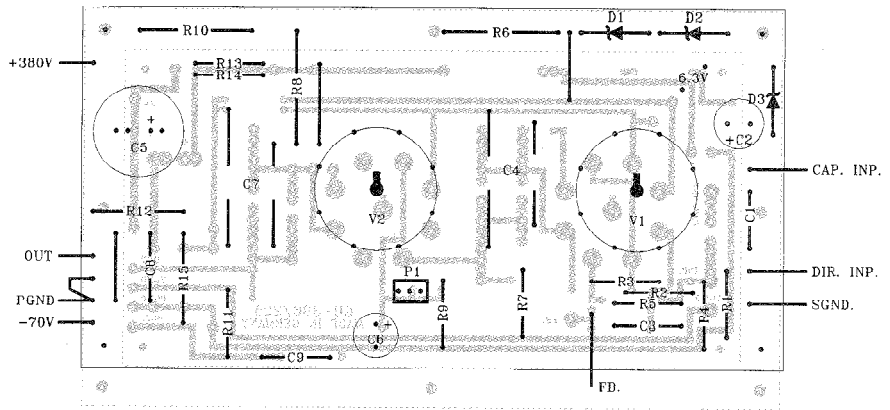 R10 R6 D1 D2
+380V R13
R14
R8 6.3V D3
C5 C7 C4 C2
CAP. INP.
R12 V2 V1 C1
OUT C8 R15 P1 R3 DIR. INP.
R2
PGND R9 R7 R5 R4 R1 SGND.
-70V R11 C6 C3
C9
FD.